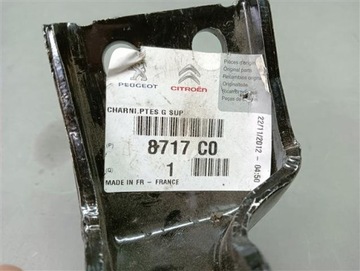 PEUGEOT CITROËN
Pièces d'origine
Original parts
CHARNI.PTES G SUP
(P) 8717 C0
(Q) 1
MADE IN FR - FRANCE
22/11/2012 - 04:50